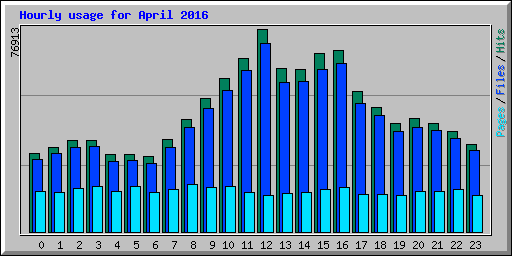 Hourly usage for April 2016
76913
Pages/Files/Hits
0 1 2 3 4 5 6 7 8 9 10 11 12 13 14 15 16 17 18 19 20 21 22 23